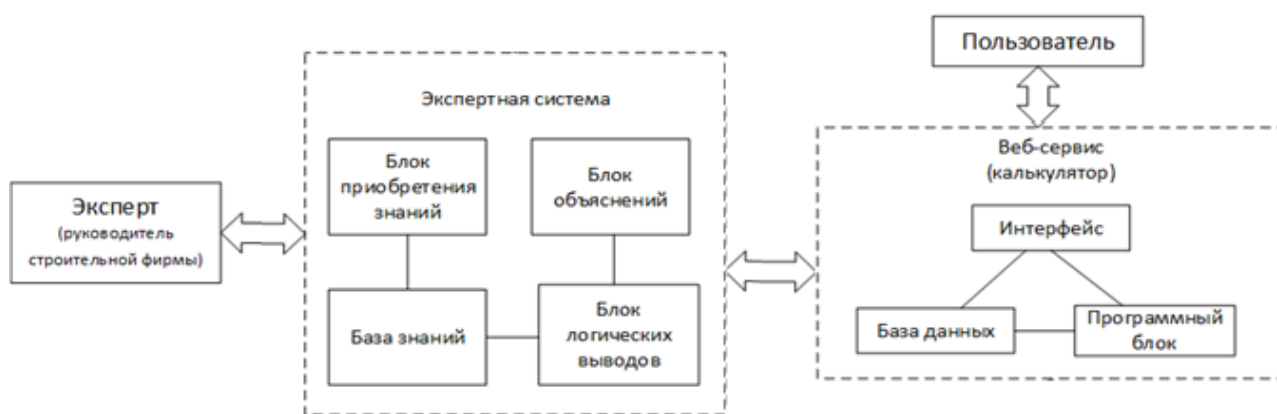 Эксперт
(руководитель
строительной фирмы)
Экспертная система
Блок
приобретения
знаний
Блок
объяснений
База знаний
Блок
логических
выводов
Пользователь
Веб-сервис
(калькулятор)
Интерфейс
База данных
Программный
блок